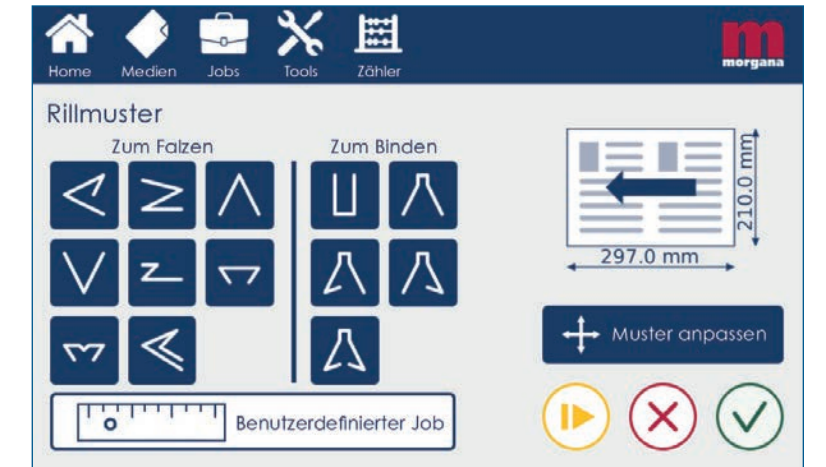 Home Medien Jobs Tools Zähler
m
morgana
Rillmuster
Zum Falzen Zum Binden
210.0 mm
297.0 mm
Muster anpassen
Benutzerdefinierter Job